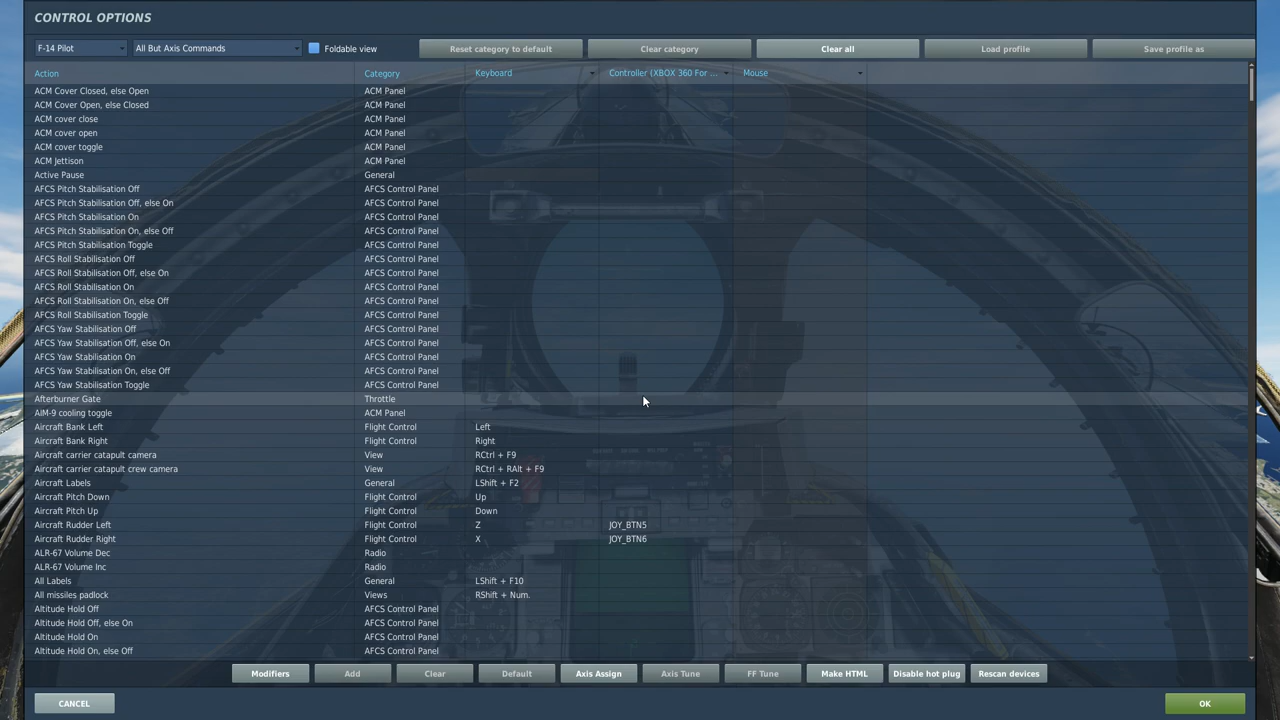 CONTROL OPTIONS
F-14 Pilot All But Axis Commands Foldable view Reset category to default Clear category Clear all Load profile Save profile as
Action Category Keyboard Controller (XBOX 360 For ... Mouse
ACM Cover Closed, else Open ACM Panel
ACM Cover Open, else Closed ACM Panel
ACM cover close ACM Panel
ACM cover open ACM Panel
ACM cover toggle ACM Panel
ACM Jettison ACM Panel
Active Pause General
AFCS Pitch Stabilisation Off AFCS Control Panel
AFCS Pitch Stabilisation Off, else On AFCS Control Panel
AFCS Pitch Stabilisation On AFCS Control Panel
AFCS Pitch Stabilisation On, else Off AFCS Control Panel
AFCS Pitch Stabilisation Toggle AFCS Control Panel
AFCS Roll Stabilisation Off AFCS Control Panel
AFCS Roll Stabilisation Off, else On AFCS Control Panel
AFCS Roll Stabilisation On AFCS Control Panel
AFCS Roll Stabilisation On, else Off AFCS Control Panel
AFCS Roll Stabilisation Toggle AFCS Control Panel
AFCS Yaw Stabilisation Off AFCS Control Panel
AFCS Yaw Stabilisation Off, else On AFCS Control Panel
AFCS Yaw Stabilisation On AFCS Control Panel
AFCS Yaw Stabilisation On, else Off AFCS Control Panel
AFCS Yaw Stabilisation Toggle AFCS Control Panel
Afterburner Gate Throttle
AIM-9 cooling toggle ACM Panel
Aircraft Bank Left Flight Control Left
Aircraft Bank Right Flight Control Right
Aircraft carrier catapult camera View RCtrl + F9
Aircraft carrier catapult crew camera View RCtrl + RAlt + F9
Aircraft Labels General LShift + F2
Aircraft Pitch Down Flight Control Up
Aircraft Pitch Up Flight Control Down
Aircraft Rudder Left Flight Control Z JOY_BTN5
Aircraft Rudder Right Flight Control X JOY_BTN6
ALR-67 Volume Dec Radio
ALR-67 Volume Inc Radio
All Labels General LShift + F10
All missiles padlock Views RShift + Num.
Altitude Hold Off AFCS Control Panel
Altitude Hold Off, else On AFCS Control Panel
Altitude Hold On AFCS Control Panel
Altitude Hold On, else Off AFCS Control Panel
Modifiers Add Clear Default Axis Assign Axis Tune FF Tune Make HTML Disable hot plug Rescan devices
CANCEL OK